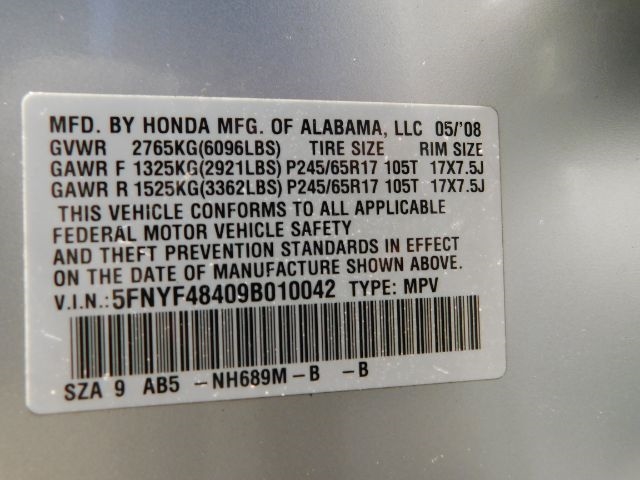 MFD. BY HONDA MFG. OF ALABAMA, LLC 05/'08
GVWR 2765KG(6096LBS) TIRE SIZE RIM SIZE
GAWR F 1325KG(2921LBS) P245/65R17 105T 17X7.5J
GAWR R 1525KG(3362LBS) P245/65R17 105T 17X7.5J
THIS VEHICLE CONFORMS TO ALL APPLICABLE
FEDERAL MOTOR VEHICLE SAFETY
AND THEFT PREVENTION STANDARDS IN EFFECT
ON THE DATE OF MANUFACTURE SHOWN ABOVE.
V.I.N.:5FNYF48409B010042 TYPE: MPV
SZA 9 AB5 -NH689M-B -B